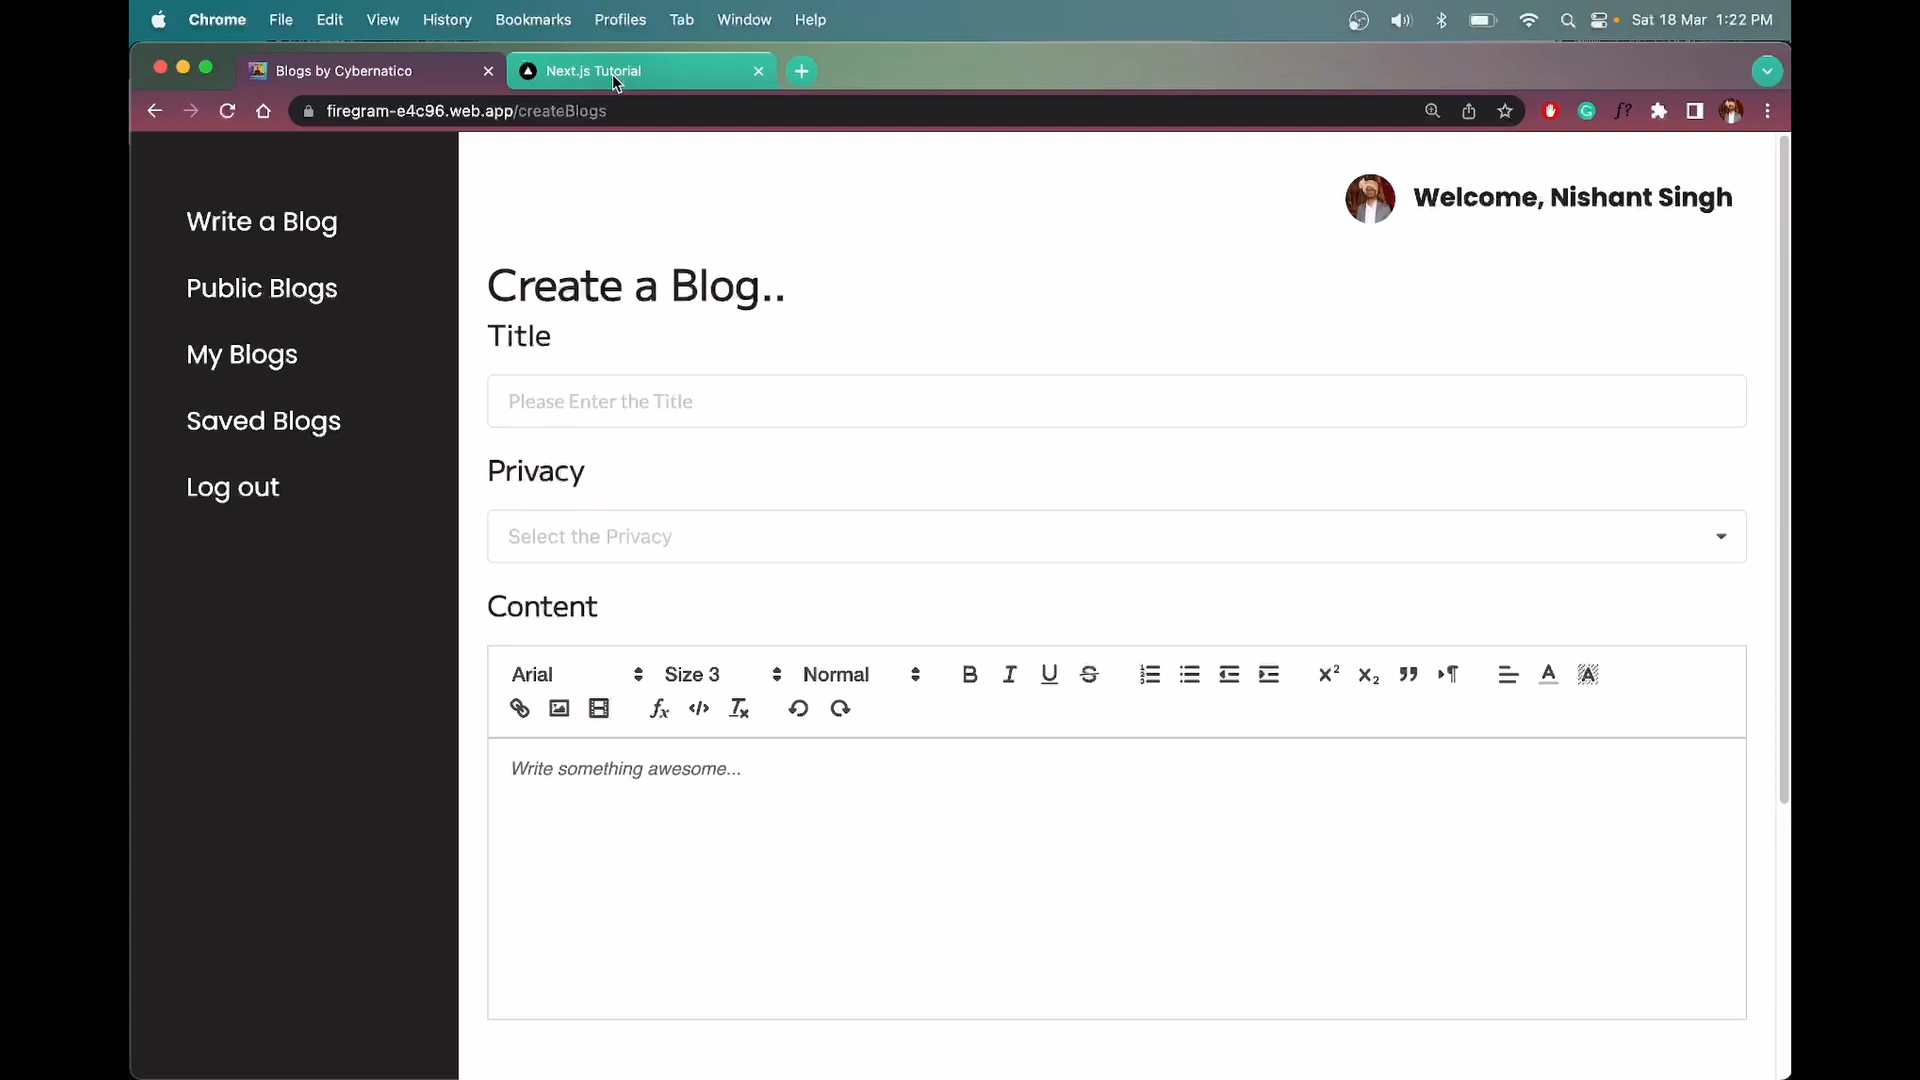 Chrome File Edit View History Bookmarks Profiles Tab Window Help Sat 18 Mar 1:22 PM
Blogs by Cybernatico Next.js Tutorial
firegram-e4c96.web.app/createBlogs
Welcome, Nishant Singh
Write a Blog
Public Blogs
My Blogs
Saved Blogs
Log out
Create a Blog..
Title
Please Enter the Title
Privacy
Select the Privacy
Content
Arial Size 3 Normal B I U S
Write something awesome...